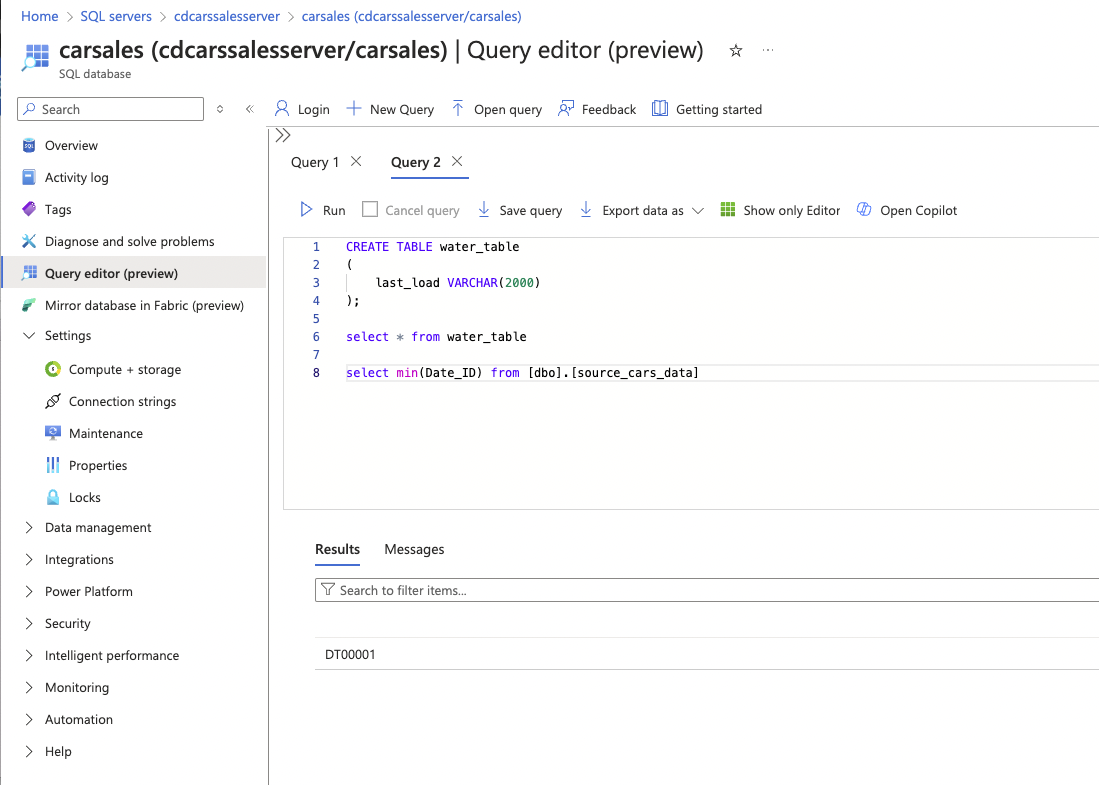 Home > SQL servers > cdcarssalesserver > carsales (cdcarssalesserver/carsales)
carsales (cdcarssalesserver/carsales) | Query editor (preview)
SQL database
Search
Login
New Query
Open query
Feedback
Getting started
Overview
Activity log
Tags
Diagnose and solve problems
Query editor (preview)
Mirror database in Fabric (preview)
Settings
Compute + storage
Connection strings
Maintenance
Properties
Locks
Data management
Integrations
Power Platform
Security
Intelligent performance
Monitoring
Automation
Help
Query 1
Query 2
Run
Cancel query
Save query
Export data as
Show only Editor
Open Copilot
1 CREATE TABLE water_table
2 (
3 last_load VARCHAR(2000)
4 );
5
6 select * from water_table
7
8 select min(Date_ID) from [dbo].[source_cars_data]
Results
Messages
Search to filter items...
DT00001